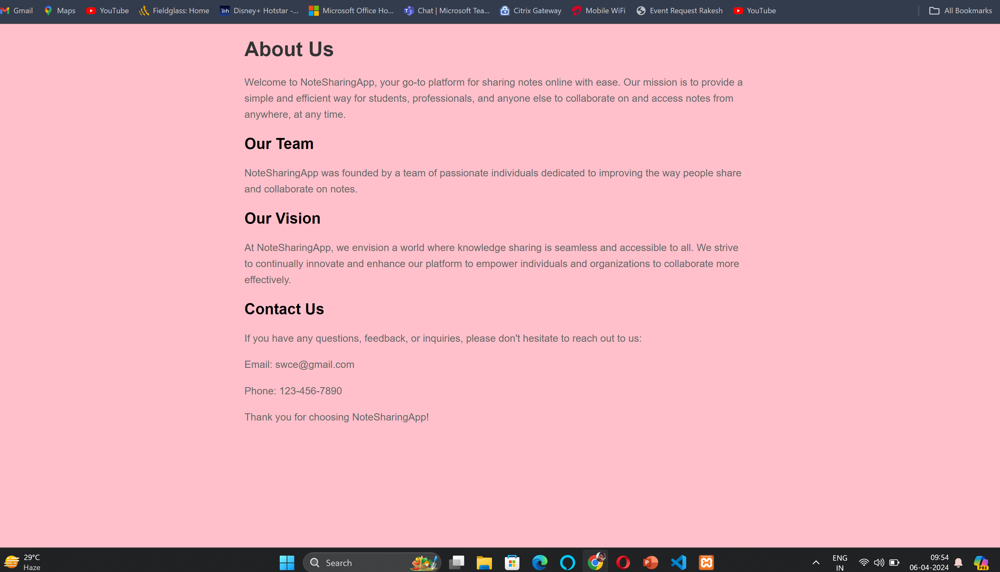 Gmail Maps YouTube Fieldglass: Home Disney+ Hotstar -... Microsoft Office Ho... Chat | Microsoft Tea... Citrix Gateway Mobile WiFi Event Request Rakesh YouTube All Bookmarks
About Us
Welcome to NoteSharingApp, your go-to platform for sharing notes online with ease. Our mission is to provide a
simple and efficient way for students, professionals, and anyone else to collaborate on and access notes from
anywhere, at any time.
Our Team
NoteSharingApp was founded by a team of passionate individuals dedicated to improving the way people share
and collaborate on notes.
Our Vision
At NoteSharingApp, we envision a world where knowledge sharing is seamless and accessible to all. We strive
to continually innovate and enhance our platform to empower individuals and organizations to collaborate more
effectively.
Contact Us
If you have any questions, feedback, or inquiries, please don't hesitate to reach out to us:
Email: swce@gmail.com
Phone: 123-456-7890
Thank you for choosing NoteSharingApp!
29°C
Haze
Search
ENG
IN
09:54
06-04-2024
PRE